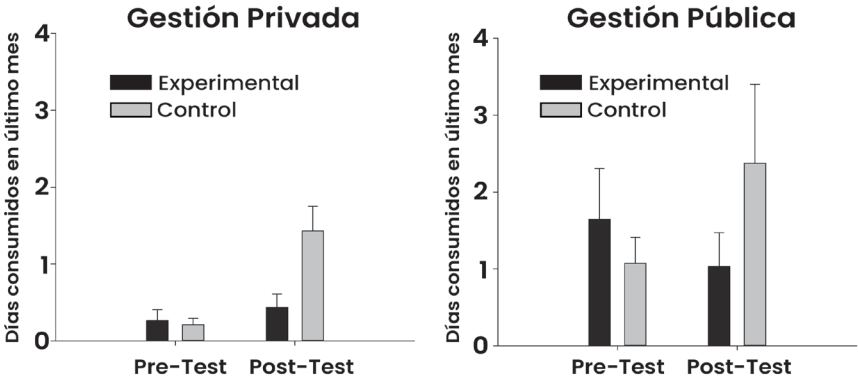 Gestión Privada
Días consumidos en último mes
4
3
2
1
0
Experimental
Control
Pre-Test Post-Test
Gestión Pública
Días consumidos en último mes
4
3
2
1
0
Experimental
Control
Pre-Test Post-Test